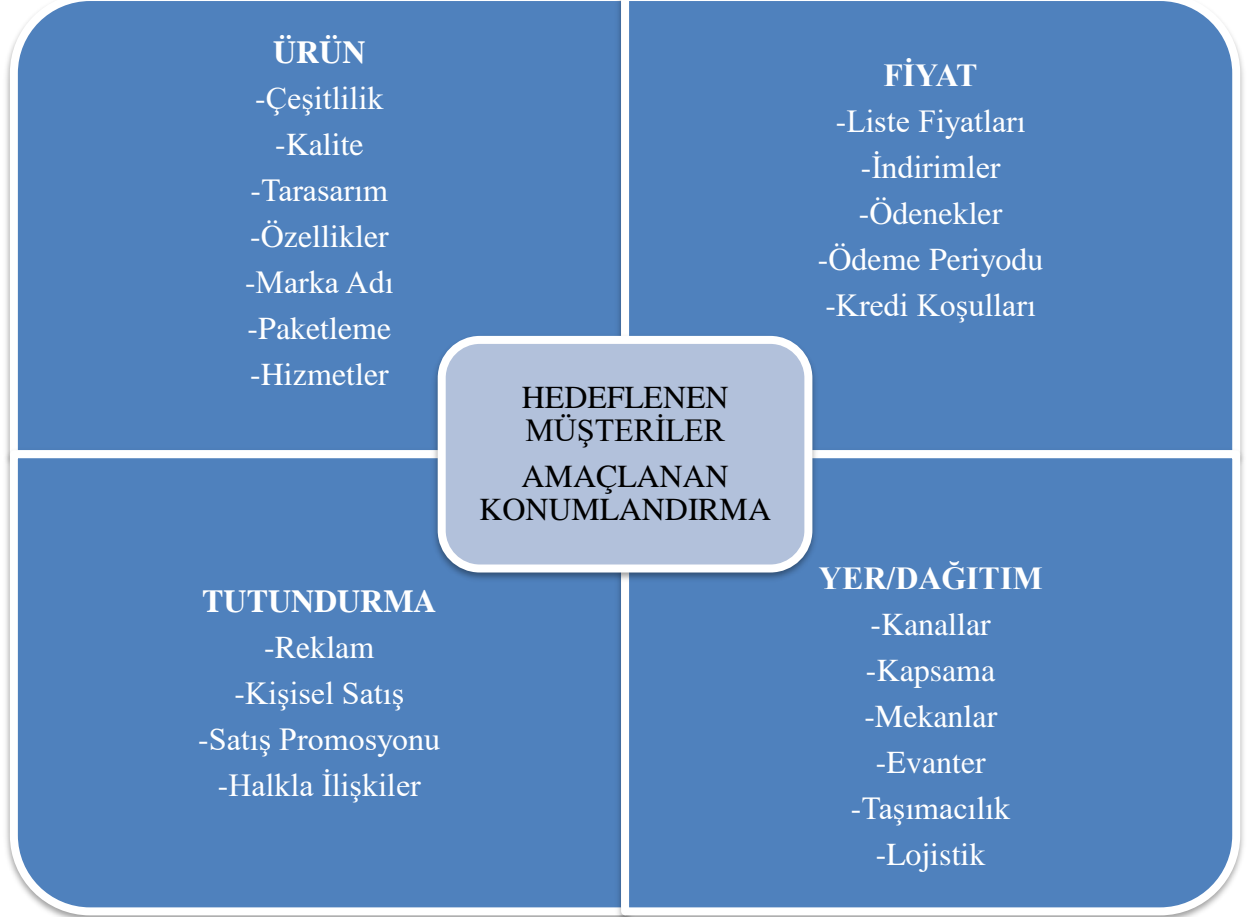 ÜRÜN
-Çeşitlilik
-Kalite
-Tarasarım
-Özellikler
-Marka Adı
-Paketleme
-Hizmetler
FİYAT
-Liste Fiyatları
-İndirimler
-Ödenekler
-Ödeme Periyodu
-Kredi Koşulları
HEDEFLENEN
MÜŞTERİLER
AMAÇLANAN
KONUMLANDIRMA
TUTUNDURMA
-Reklam
-Kişisel Satış
-Satış Promosyonu
-Halkla İlişkiler
YER/DAĞITIM
-Kanallar
-Kapsama
-Mekanlar
-Evanter
-Taşımacılık
-Lojistik